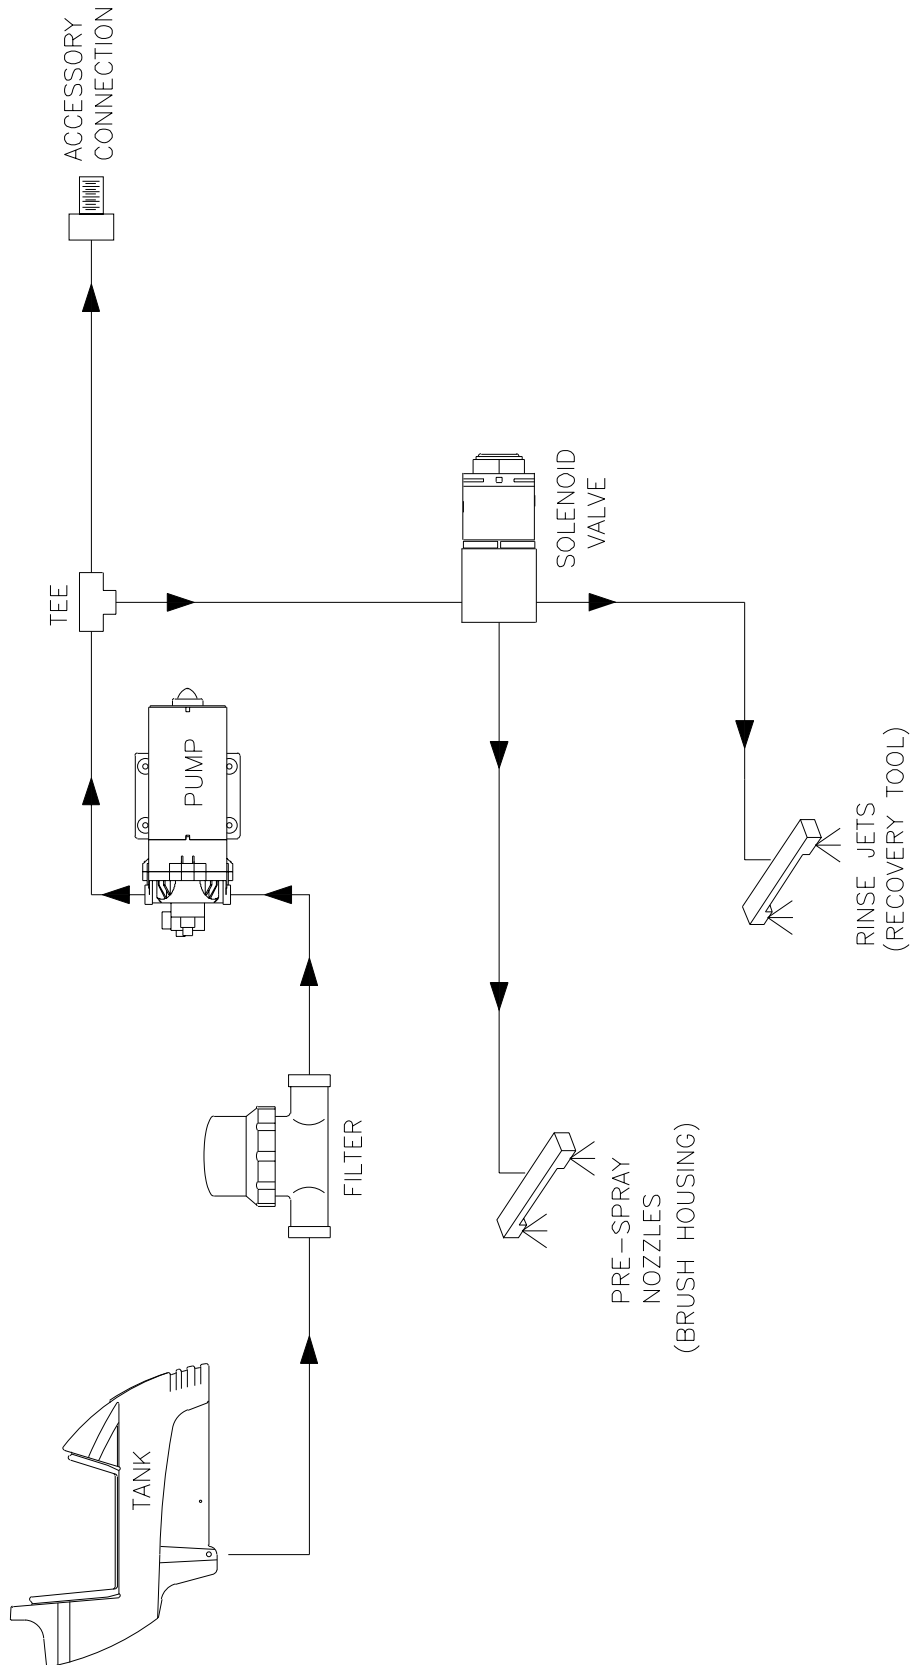 TANK
FILTER
PUMP
TEE
ACCESSORY
CONNECTION
SOLENOID
VALVE
PRE-SPRAY
NOZZLES
(BRUSH HOUSING)
RINSE JETS
(RECOVERY TOOL)